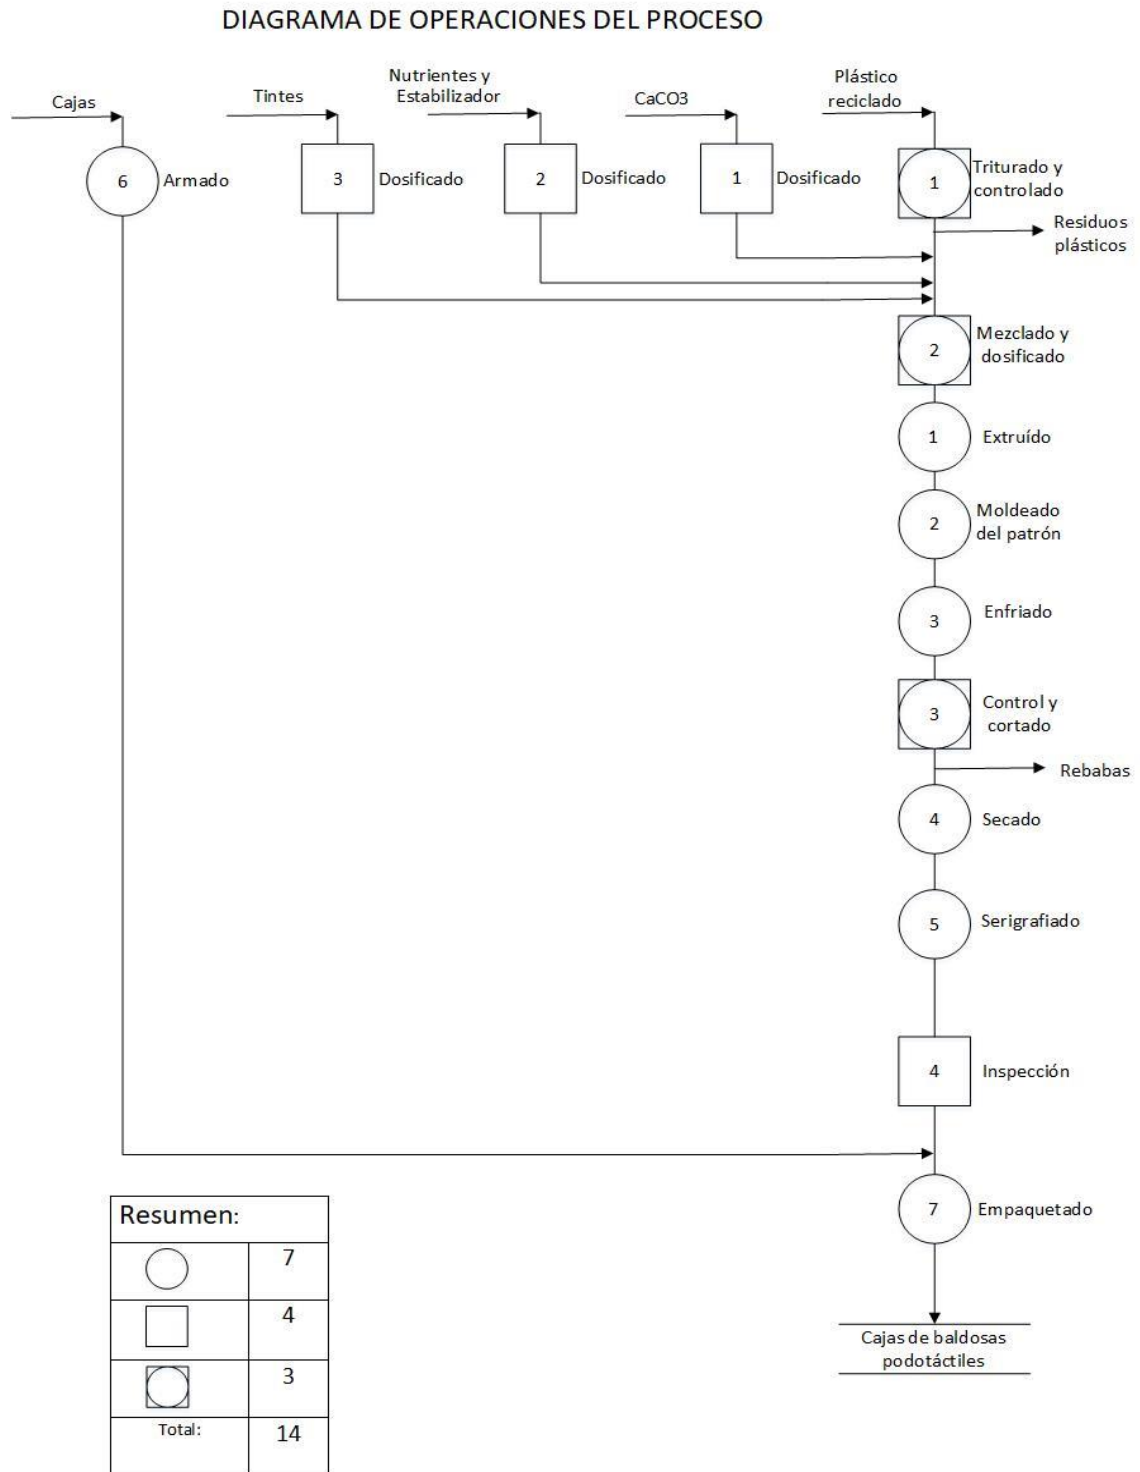 DIAGRAMA DE OPERACIONES DEL PROCESO
Cajas
Tintes
Nutrientes y
Estabilizador
CaCO3
Plástico
reciclado
6
Armado
3
Dosificado
2
Dosificado
1
Dosificado
1
Triturado y
controlado
Residuos
plásticos
2
Mezclado y
dosificado
1
Extruído
2
Moldeado
del patrón
3
Enfriado
3
Control y
cortado
Rebabas
4
Secado
5
Serigrafiado
4
Inspección
7
Empaquetado
Cajas de baldosas
podotáctiles
Resumen:
7
4
3
Total:
14